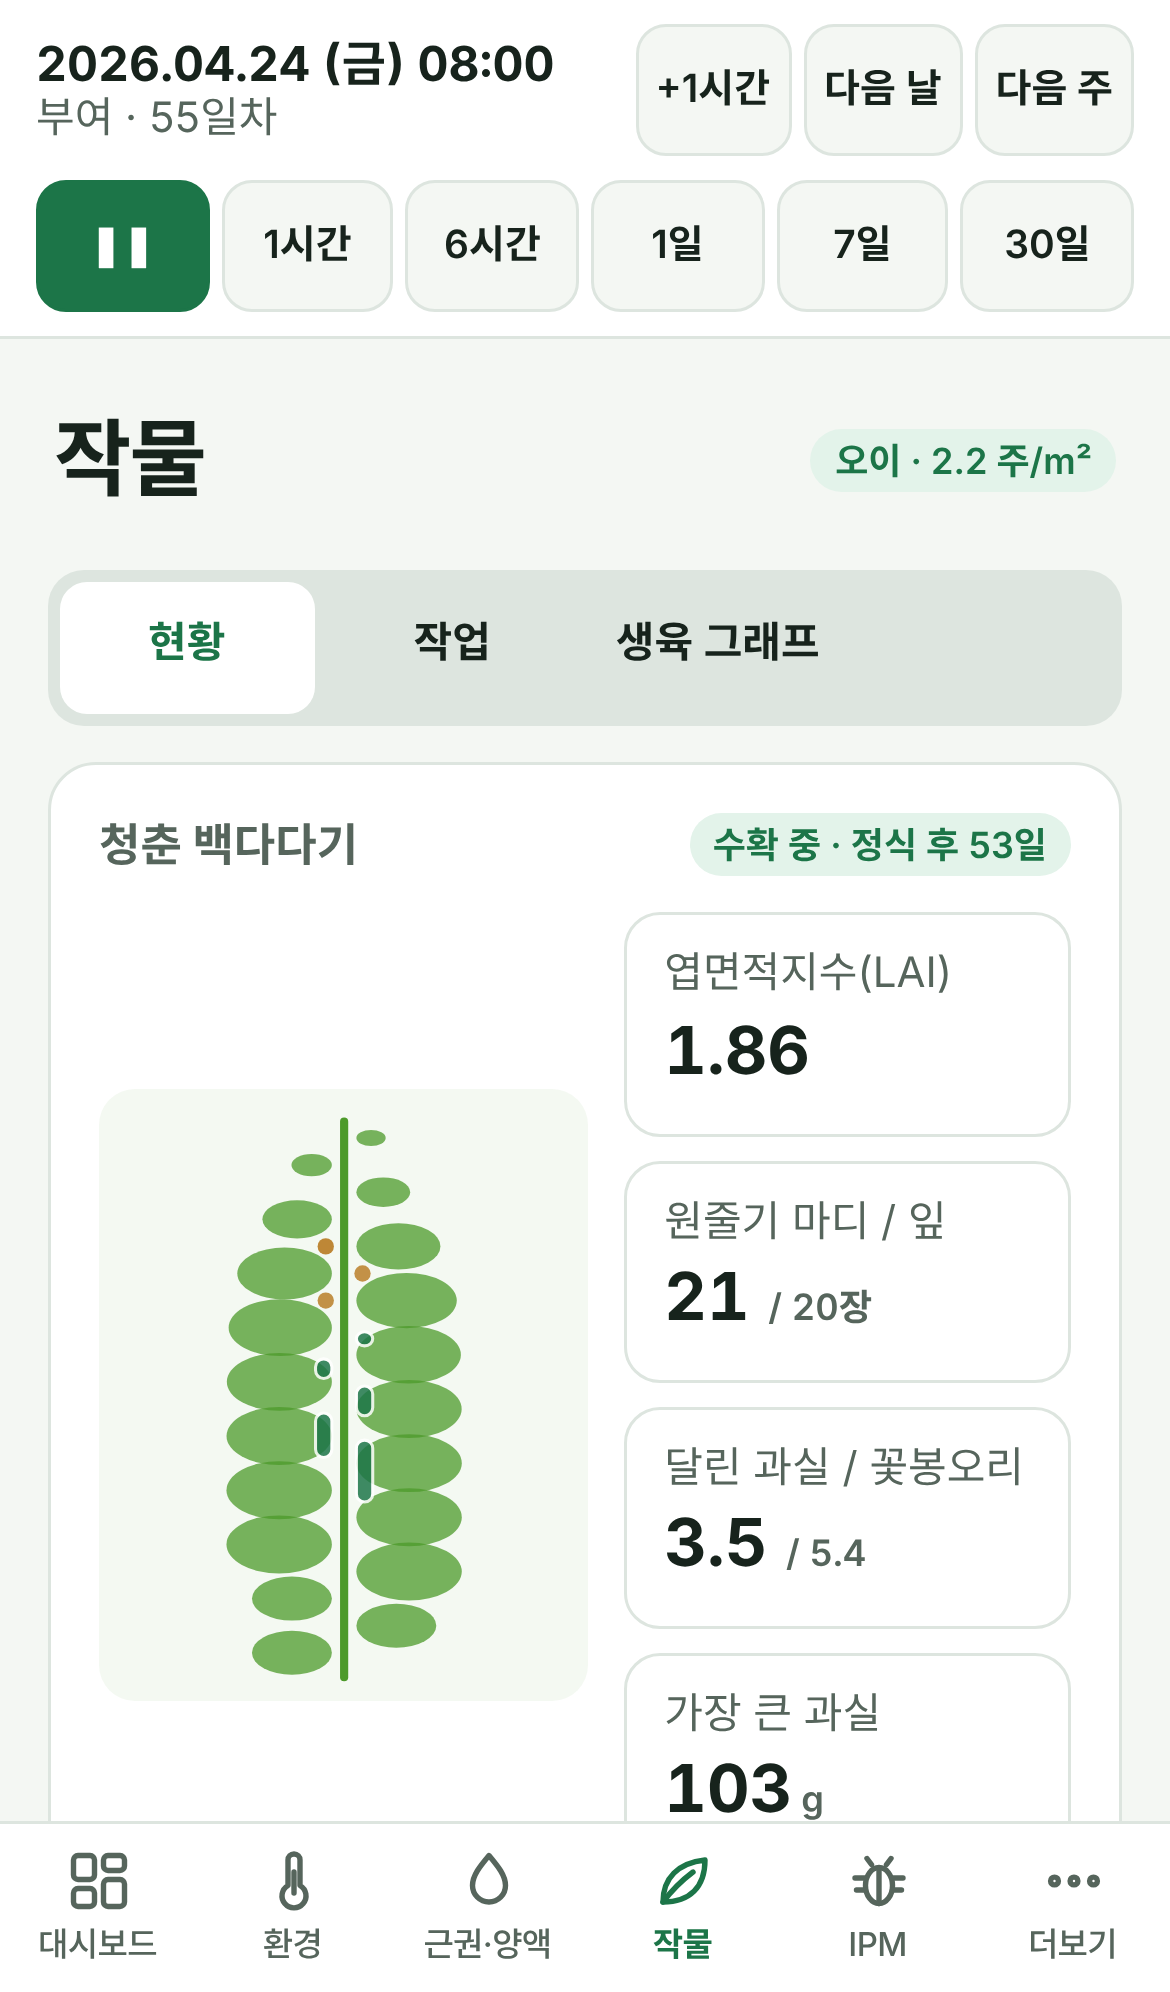 2026.04.24 (금) 08:00
부여 · 55일차
+1시간 다음 날 다음 주
1시간 6시간 1일 7일 30일
작물
오이 · 2.2 주/m²
현황 작업 생육 그래프
청춘 백다다기
수확 중 · 정식 후 53일
엽면적지수(LAI)
1.86
원줄기 마디 / 잎
21 / 20장
달린 과실 / 꽃봉오리
3.5 / 5.4
가장 큰 과실
103 g
대시보드 환경 근권·양액 작물 IPM 더보기